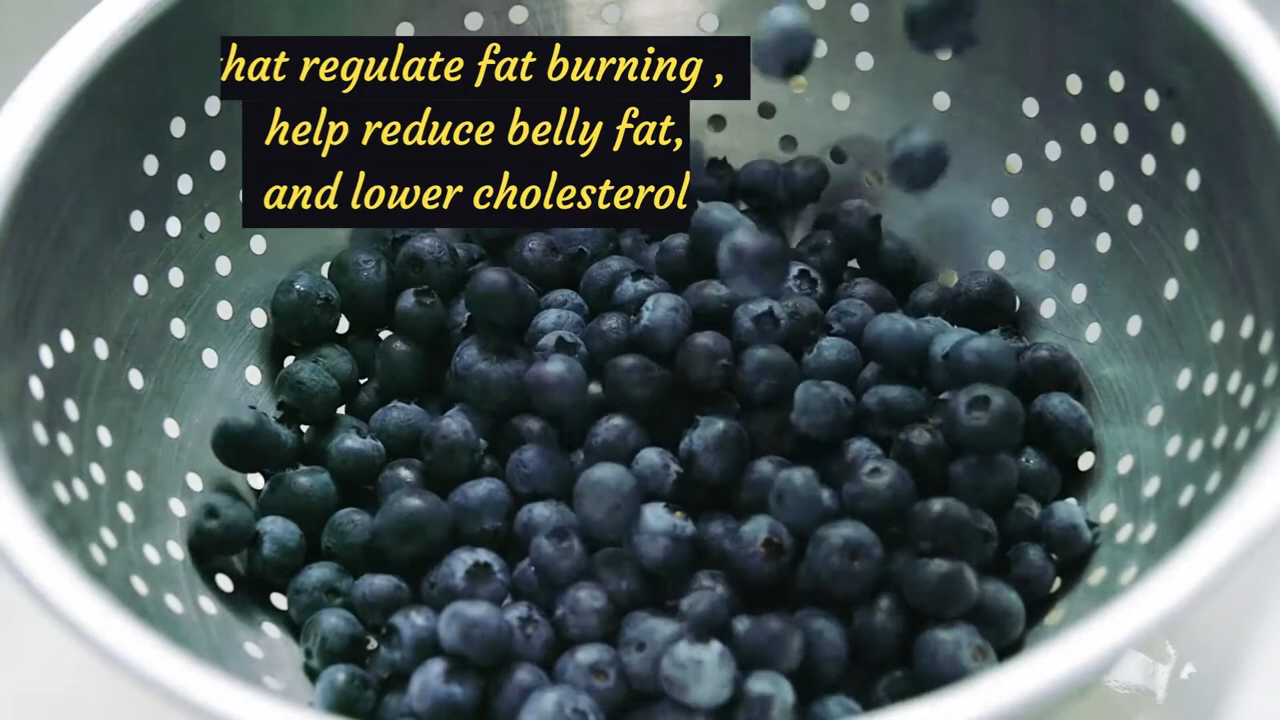 hat regulate fat burning ,
help reduce belly fat,
and lower cholesterol